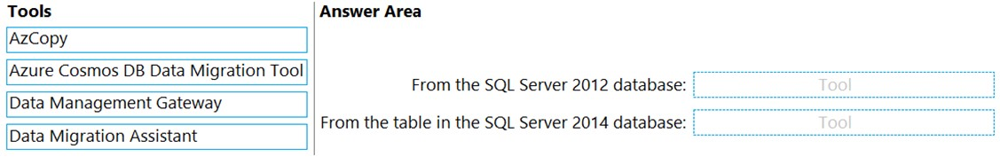 Tools
AzCopy
Azure Cosmos DB Data Migration Tool
Data Management Gateway
Data Migration Assistant
Answer Area
From the SQL Server 2012 database: Tool
From the table in the SQL Server 2014 database: Tool